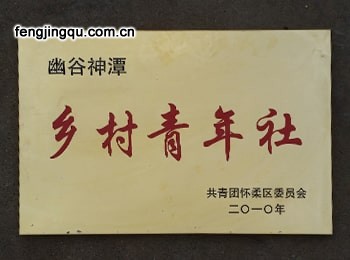 fengjingqu.com.cn
幽谷神潭
乡村青年社
共青团怀柔区委员会
二〇一〇年